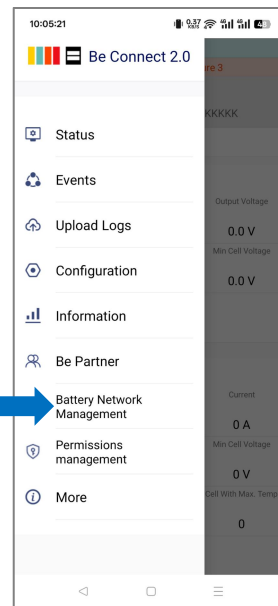 10:05:21
0.37
KB/S
4G
4G
Be Connect 2.0
re 3
KKKKK
Status
Events
Output Voltage
Upload Logs
0.0 V
Min Cell Voltage
Configuration
0.0 V
Information
Be Partner
Battery Network
Management
Current
0 A
Permissions
management
Min Cell Voltage
0 V
More
Cell With Max. Temp
0